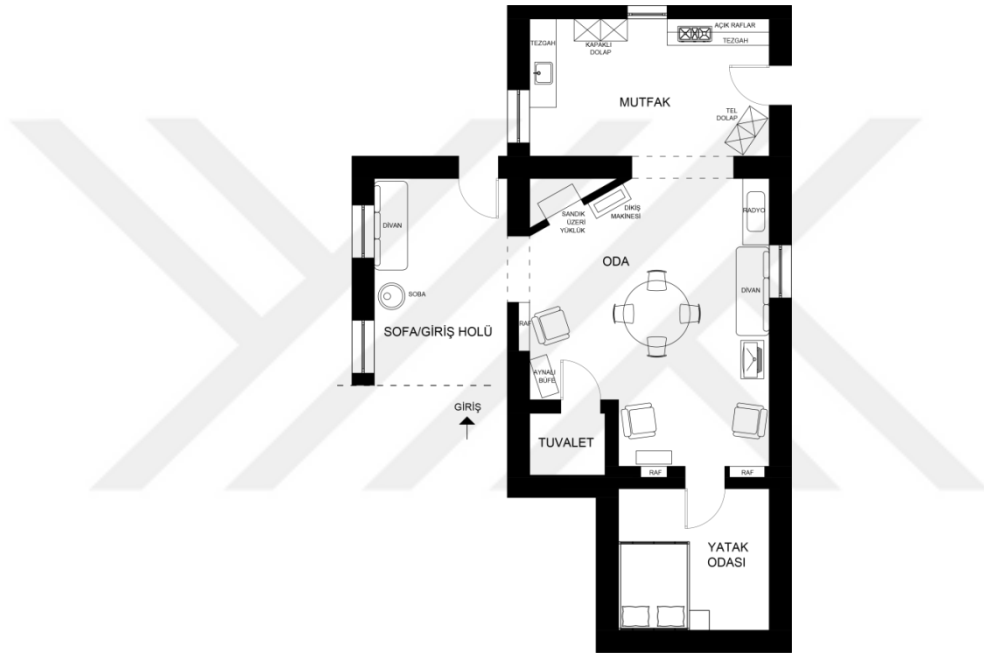 AÇIK RAFLAR
TEZGAH
TEZGAH
KAPAKLI
DOLAP
MUTFAK
TEL
DOLAP
SANDIK
ÜZERİ
YÜKLÜK
DİKİŞ
MAKİNESİ
RADYO
DİVAN
ODA
DİVAN
SOBA
SOFA/GİRİŞ HOLÜ
RAF
AYNALI
BÜFE
GİRİŞ
TUVALET
RAF
RAF
YATAK
ODASI